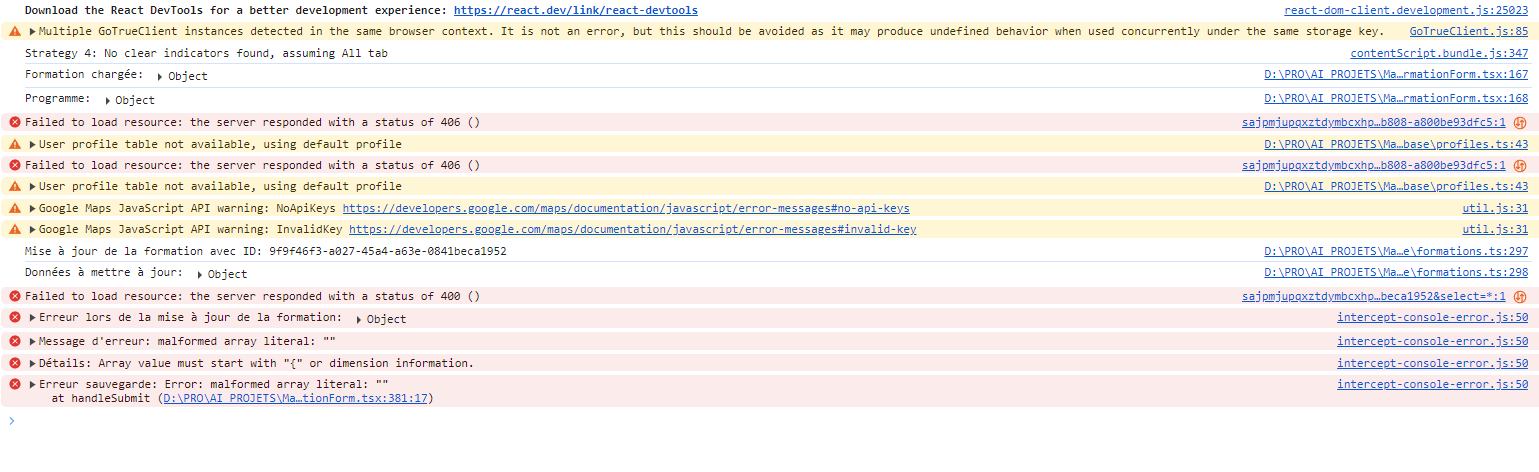 Download the React DevTools for a better development experience: https://react.dev/link/react-devtools react-dom-client.development.js:25023
Multiple GoTrueClient instances detected in the same browser context. It is not an error, but this should be avoided as it may produce undefined behavior when used concurrently under the same storage key. GoTrueClient.js:85
Strategy 4: No clear indicators found, assuming All tab contentScript.bundle.js:347
Formation chargée: Object D:\PRO\AI PROJETS\Ma…rmationForm.tsx:167
Programme: Object D:\PRO\AI PROJETS\Ma…rmationForm.tsx:168
Failed to load resource: the server responded with a status of 406 () sajpmjupqxztdymbcxhp…b808-a800be93dfc5:1
User profile table not available, using default profile D:\PRO\AI PROJETS\Ma…base\profiles.ts:43
Failed to load resource: the server responded with a status of 406 () sajpmjupqxztdymbcxhp…b808-a800be93dfc5:1
User profile table not available, using default profile D:\PRO\AI PROJETS\Ma…base\profiles.ts:43
Google Maps JavaScript API warning: NoApiKeys https://developers.google.com/maps/documentation/javascript/error-messages#no-api-keys util.js:31
Google Maps JavaScript API warning: InvalidKey https://developers.google.com/maps/documentation/javascript/error-messages#invalid-key util.js:31
Mise à jour de la formation avec ID: 9f9f46f3-a027-45a4-a63e-0841beca1952 D:\PRO\AI PROJETS\Ma…e\formations.ts:297
Données à mettre à jour: Object D:\PRO\AI PROJETS\Ma…e\formations.ts:298
Failed to load resource: the server responded with a status of 400 () sajpmjupqxztdymbcxhp…beca1952&select=*:1
Erreur lors de la mise à jour de la formation: Object intercept-console-error.js:50
Message d'erreur: malformed array literal: "" intercept-console-error.js:50
Détails: Array value must start with "{" or dimension information. intercept-console-error.js:50
Erreur sauvegarde: Error: malformed array literal: "" intercept-console-error.js:50
at handleSubmit (D:\PRO\AI PROJETS\Ma…tionForm.tsx:381:17)